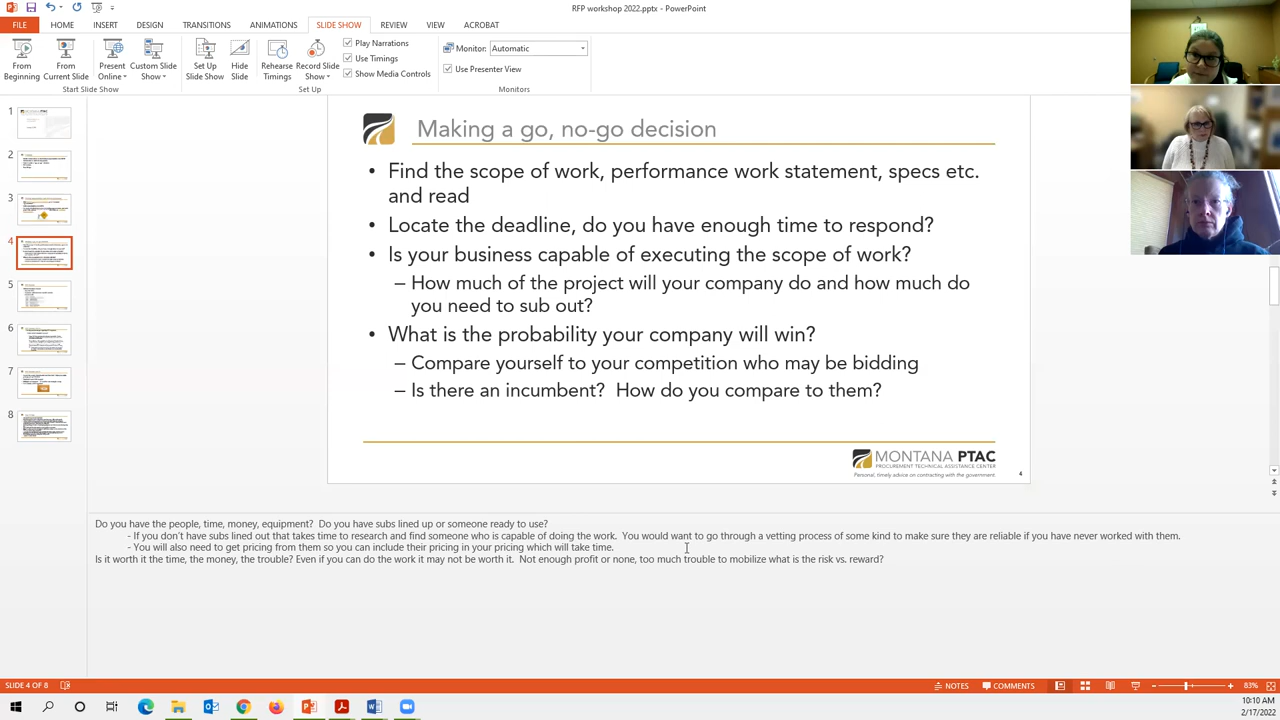 RFP workshop 2022.pptx - PowerPoint
FILE
HOME
INSERT
DESIGN
TRANSITIONS
ANIMATIONS
SLIDE SHOW
REVIEW
VIEW
ACROBAT
From Beginning
From Current Slide
Present Online
Custom Slide Show
Set Up Slide Show
Hide Slide
Rehearse Timings
Record Slide Show
Play Narrations
Use Timings
Show Media Controls
Monitor: Automatic
Use Presenter View
Start Slide Show
Set Up
Monitors
1
MONTANA PTAC
2
3
4
5
6
7
8
Making a go, no-go decision
• Find the scope of work, performance work statement, specs etc.
and read
• Locate the deadline, do you have enough time to respond?
• Is your business capable of executing the scope of work?
– How much of the project will your company do and how much do
you need to sub out?
• What is the probability your company will win?
– Compare yourself to your competition who may be bidding
– Is there an incumbent?  How do you compare to them?
MONTANA PTAC
PROCUREMENT TECHNICAL ASSISTANCE CENTER
Personal, timely advice on contracting with the government.
4
Do you have the people, time, money, equipment?  Do you have subs lined up or someone ready to use?
- If you don't have subs lined out that takes time to research and find someone who is capable of doing the work.  You would want to go through a vetting process of some kind to make sure they are reliable if you have never worked with them.
- You will also need to get pricing from them so you can include their pricing in your pricing which will take time.
Is it worth it the time, the money, the trouble? Even if you can do the work it may not be worth it.  Not enough profit or none, too much trouble to mobilize what is the risk vs. reward?
SLIDE 4 OF 8
NOTES
COMMENTS
83%
10:10 AM
2/17/2022